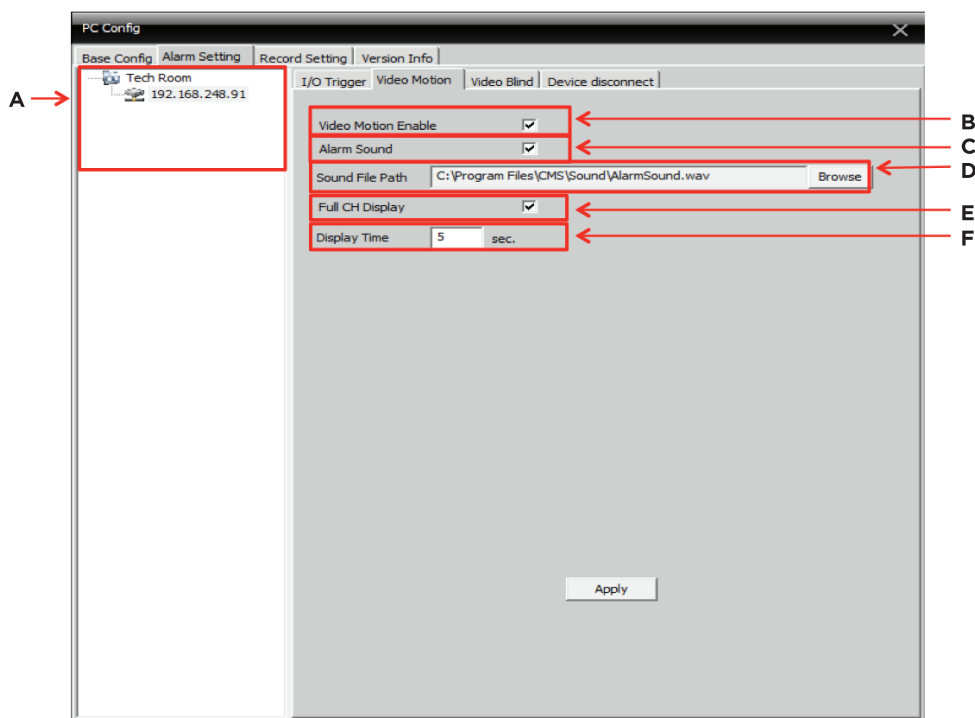 PC Config
Base Config Alarm Setting Record Setting Version Info
Tech Room
192.168.248.91
I/O Trigger Video Motion Video Blind Device disconnect
A
Video Motion Enable
B
Alarm Sound
C
Sound File Path C:\Program Files\CMS\Sound\AlarmSound.wav Browse
D
Full CH Display
E
Display Time 5 sec.
F
Apply